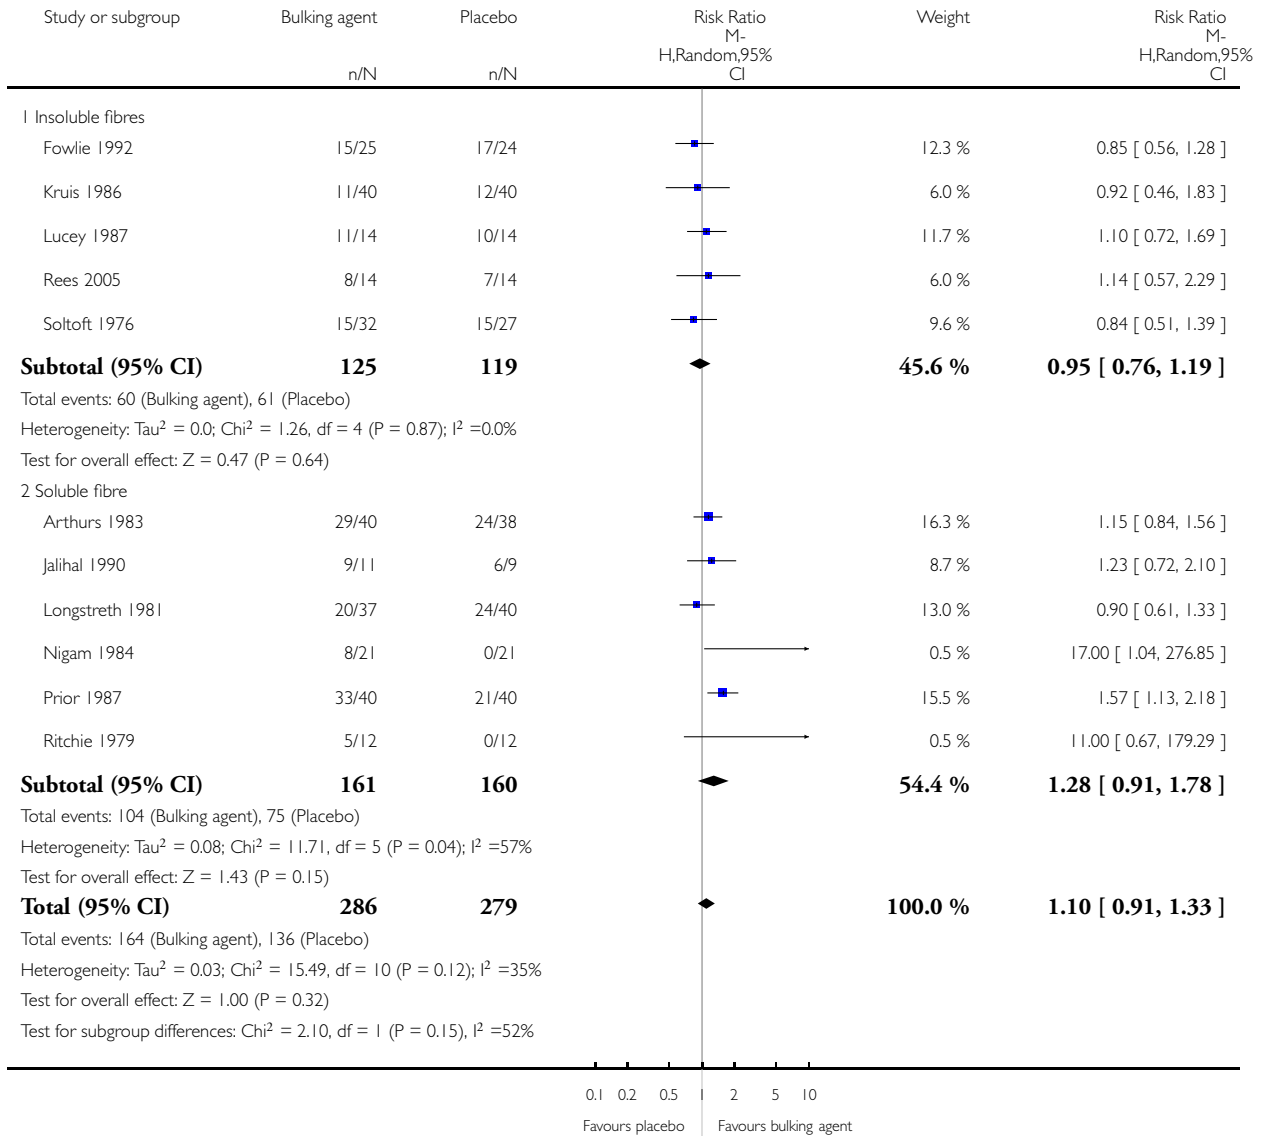 Study or subgroup Bulking agent Placebo Risk Ratio Weight Risk Ratio
M- M-
H,Random,95% H,Random,95%
n/N n/N CI CI
1 Insoluble fibres
Fowlie 1992 15/25 17/24 12.3 % 0.85 [ 0.56, 1.28 ]
Kruis 1986 11/40 12/40 6.0 % 0.92 [ 0.46, 1.83 ]
Lucey 1987 11/14 10/14 11.7 % 1.10 [ 0.72, 1.69 ]
Rees 2005 8/14 7/14 6.0 % 1.14 [ 0.57, 2.29 ]
Soltoft 1976 15/32 15/27 9.6 % 0.84 [ 0.51, 1.39 ]
Subtotal (95% CI) 125 119 45.6 % 0.95 [ 0.76, 1.19 ]
Total events: 60 (Bulking agent), 61 (Placebo)
Heterogeneity: Tau² = 0.0; Chi² = 1.26, df = 4 (P = 0.87); I² =0.0%
Test for overall effect: Z = 0.47 (P = 0.64)
2 Soluble fibre
Arthurs 1983 29/40 24/38 16.3 % 1.15 [ 0.84, 1.56 ]
Jalihal 1990 9/11 6/9 8.7 % 1.23 [ 0.72, 2.10 ]
Longstreth 1981 20/37 24/40 13.0 % 0.90 [ 0.61, 1.33 ]
Nigam 1984 8/21 0/21 0.5 % 17.00 [ 1.04, 276.85 ]
Prior 1987 33/40 21/40 15.5 % 1.57 [ 1.13, 2.18 ]
Ritchie 1979 5/12 0/12 0.5 % 11.00 [ 0.67, 179.29 ]
Subtotal (95% CI) 161 160 54.4 % 1.28 [ 0.91, 1.78 ]
Total events: 104 (Bulking agent), 75 (Placebo)
Heterogeneity: Tau² = 0.08; Chi² = 11.71, df = 5 (P = 0.04); I² =57%
Test for overall effect: Z = 1.43 (P = 0.15)
Total (95% CI) 286 279 100.0 % 1.10 [ 0.91, 1.33 ]
Total events: 164 (Bulking agent), 136 (Placebo)
Heterogeneity: Tau² = 0.03; Chi² = 15.49, df = 10 (P = 0.12); I² =35%
Test for overall effect: Z = 1.00 (P = 0.32)
Test for subgroup differences: Chi² = 2.10, df = 1 (P = 0.15), I² =52%
0.1 0.2 0.5 1 2 5 10
Favours placebo Favours bulking agent